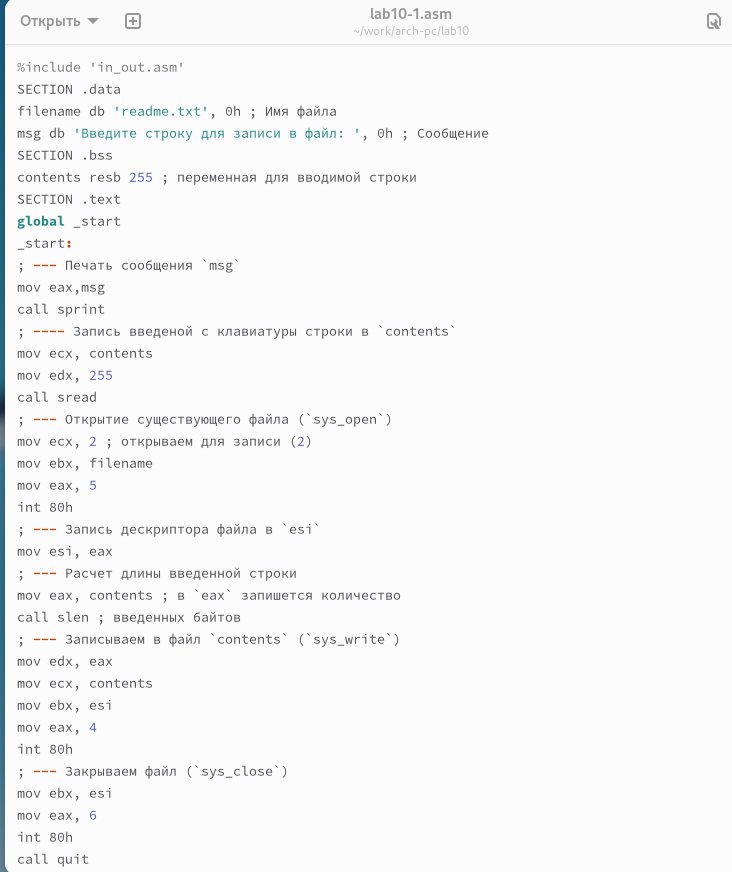 Открыть
lab10-1.asm
~/work/arch-pc/lab10
%include 'in_out.asm'
SECTION .data
filename db 'readme.txt', 0h ; Имя файла
msg db 'Введите строку для записи в файл: ', 0h ; Сообщение
SECTION .bss
contents resb 255 ; переменная для вводимой строки
SECTION .text
global _start
_start:
; --- Печать сообщения `msg`
mov eax,msg
call sprint
; ---- Запись введеной с клавиатуры строки в `contents`
mov ecx, contents
mov edx, 255
call sread
; --- Открытие существующего файла (`sys_open`)
mov ecx, 2 ; открываем для записи (2)
mov ebx, filename
mov eax, 5
int 80h
; --- Запись дескриптора файла в `esi`
mov esi, eax
; --- Расчет длины введенной строки
mov eax, contents ; в `eax` запишется количество
call slen ; введенных байтов
; --- Записываем в файл `contents` (`sys_write`)
mov edx, eax
mov ecx, contents
mov ebx, esi
mov eax, 4
int 80h
; --- Закрываем файл (`sys_close`)
mov ebx, esi
mov eax, 6
int 80h
call quit